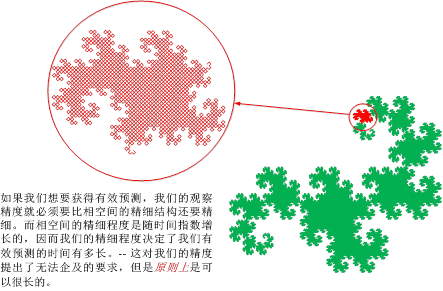 如果我们想要获得有效预测，我们的观察
精度就必须要比相空间的精细结构还要精
细。而相空间的精细程度是随时间指数增
长的，因而我们的精细程度决定了我们有
效预测的时间有多长。-- 这对我们的精度
提出了无法企及的要求，但是原则上是可
以很长的。